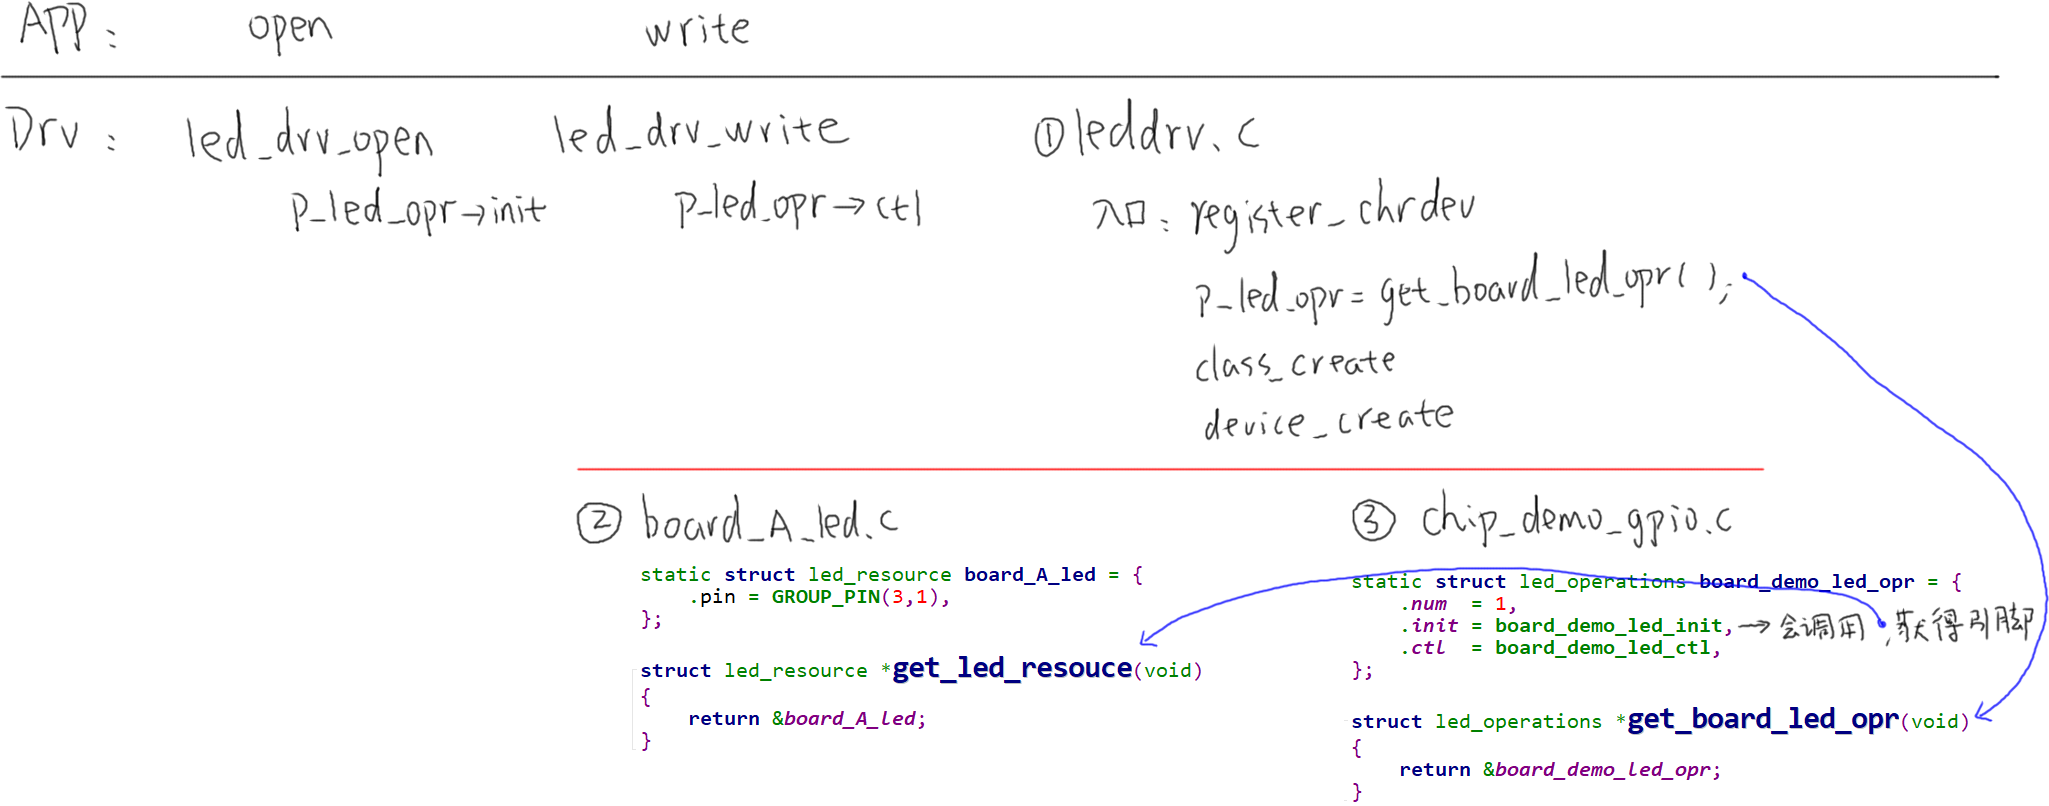 APP: open write
Drv: led_drv_open led_drv_write ①leddrv.c
p_led_opr→init p_led_opr→ctl 入口: register_chrdev
p_led_opr = get_board_led_opr();
class_create
device_create
② board_A_led.c
static struct led_resource board_A_led = {
.pin = GROUP_PIN(3,1),
};
struct led_resource *get_led_resouce(void)
{
return &board_A_led;
}
③ chip_demo_gpio.c
static struct led_operations board_demo_led_opr = {
.num = 1,
.init = board_demo_led_init, → 会调用 ,获得引脚
.ctl = board_demo_led_ctl,
};
struct led_operations *get_board_led_opr(void)
{
return &board_demo_led_opr;
}